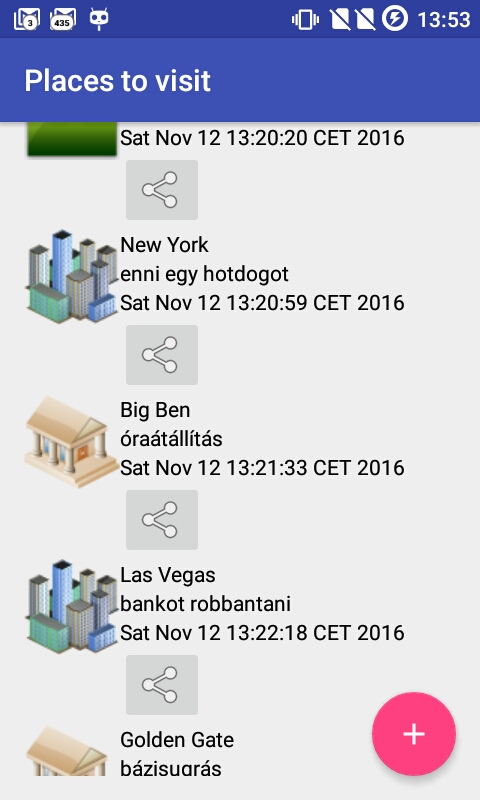 3
435
13:53
Places to visit
Sat Nov 12 13:20:20 CET 2016
New York
enni egy hotdogot
Sat Nov 12 13:20:59 CET 2016
Big Ben
óraátállítás
Sat Nov 12 13:21:33 CET 2016
Las Vegas
bankot robbantani
Sat Nov 12 13:22:18 CET 2016
Golden Gate
bázisugrás